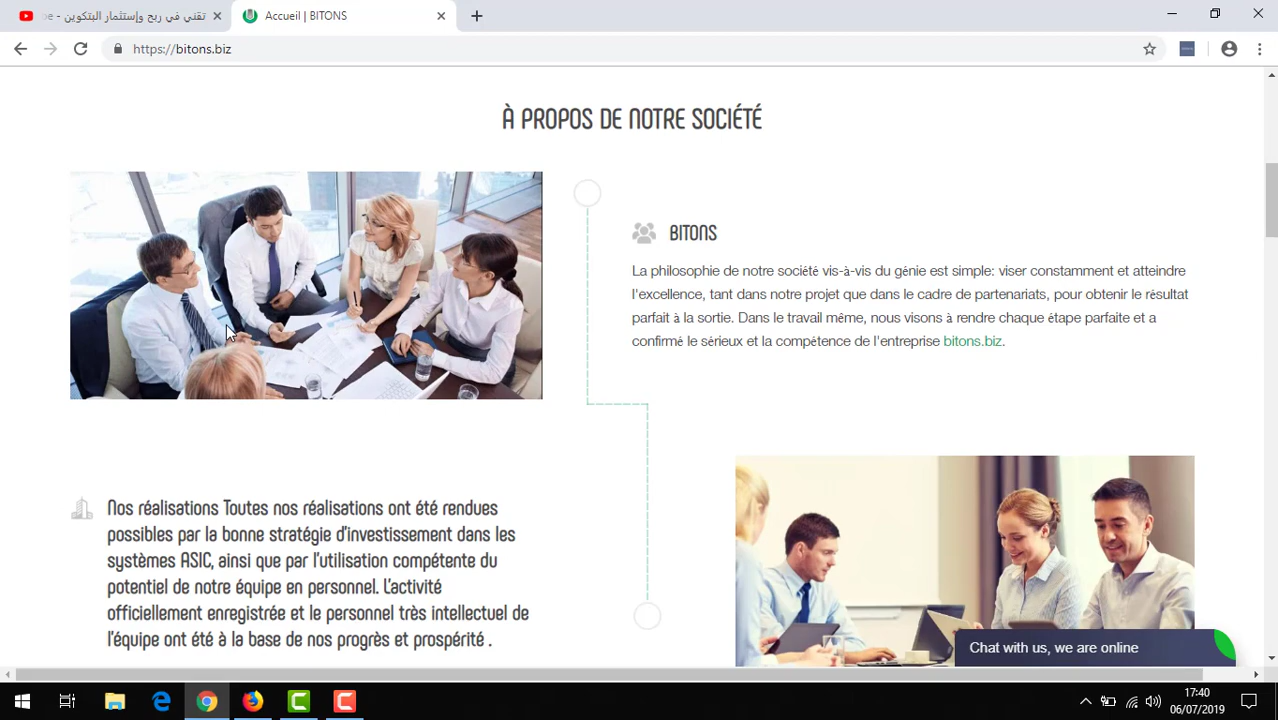 تقني في ربح وإستثمار البتكوين - be
Accueil | BITONS
https://bitons.biz
À PROPOS DE NOTRE SOCIÉTÉ
BITONS
La philosophie de notre société vis-à-vis du génie est simple: viser constamment et atteindre
l'excellence, tant dans notre projet que dans le cadre de partenariats, pour obtenir le résultat
parfait à la sortie. Dans le travail même, nous visons à rendre chaque étape parfaite et a
confirmé le sérieux et la compétence de l'entreprise bitons.biz.
Nos réalisations Toutes nos réalisations ont été rendues
possibles par la bonne stratégie d'investissement dans les
systèmes ASIC, ainsi que par l'utilisation compétente du
potentiel de notre équipe en personnel. L'activité
officiellement enregistrée et le personnel très intellectuel de
l'équipe ont été à la base de nos progrès et prospérité .
Chat with us, we are online
17:40
06/07/2019